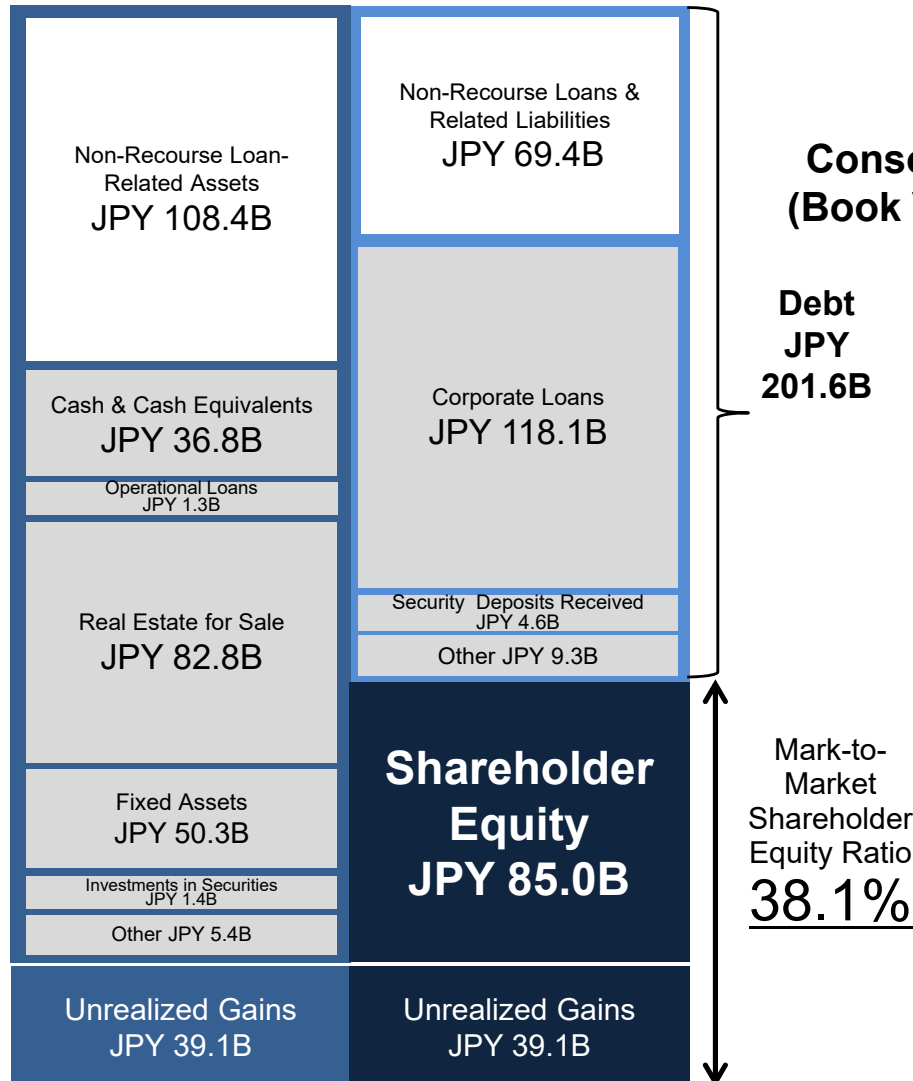 Non-Recourse Loan-
Related Assets
JPY 108.4B
Cash & Cash Equivalents
JPY 36.8B
Operational Loans
JPY 1.3B
Real Estate for Sale
JPY 82.8B
Fixed Assets
JPY 50.3B
Investments in Securities
JPY 1.4B
Other JPY 5.4B
Unrealized Gains
JPY 39.1B
Non-Recourse Loans &
Related Liabilities
JPY 69.4B
Corporate Loans
JPY 118.1B
Security Deposits Received
JPY 4.6B
Other JPY 9.3B
Shareholder
Equity
JPY 85.0B
Unrealized Gains
JPY 39.1B
(Book
Debt
JPY
201.6B
Mark-to-
Market
Shareholder
Equity Ratio
38.1%